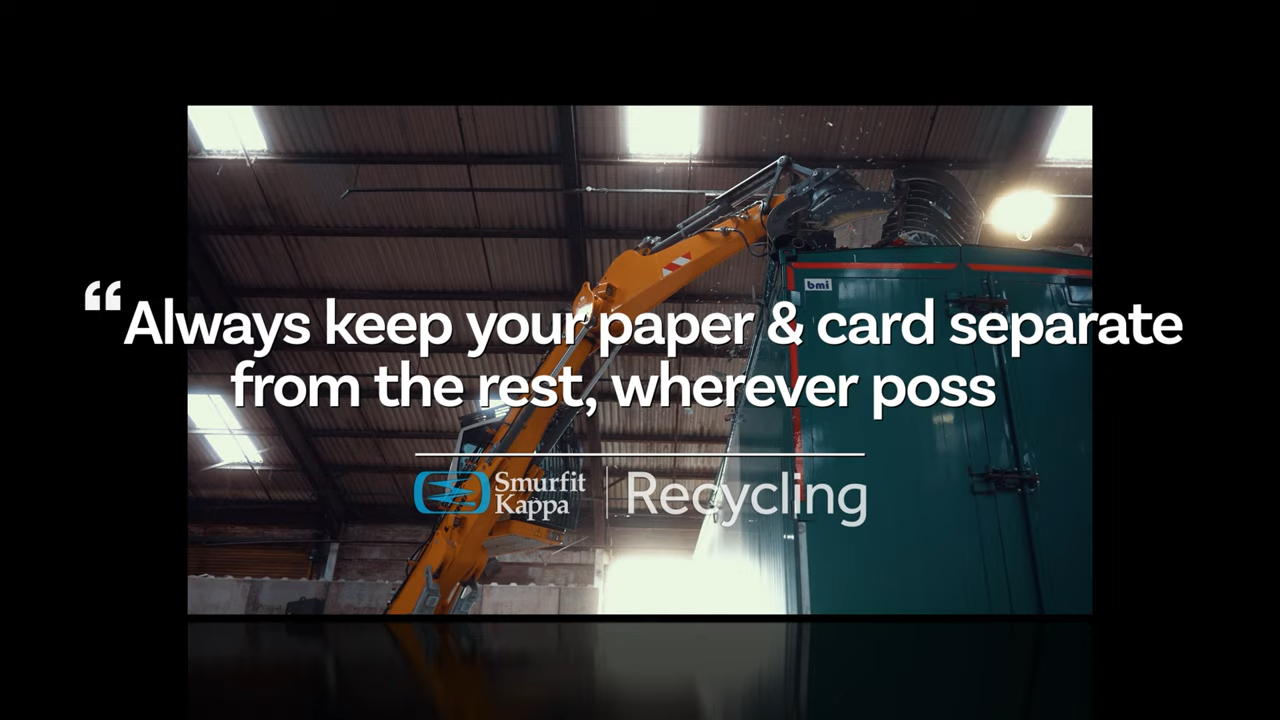 “Always keep your paper & card separate
from the rest, wherever poss
Smurfit
Kappa
Recycling
bmi